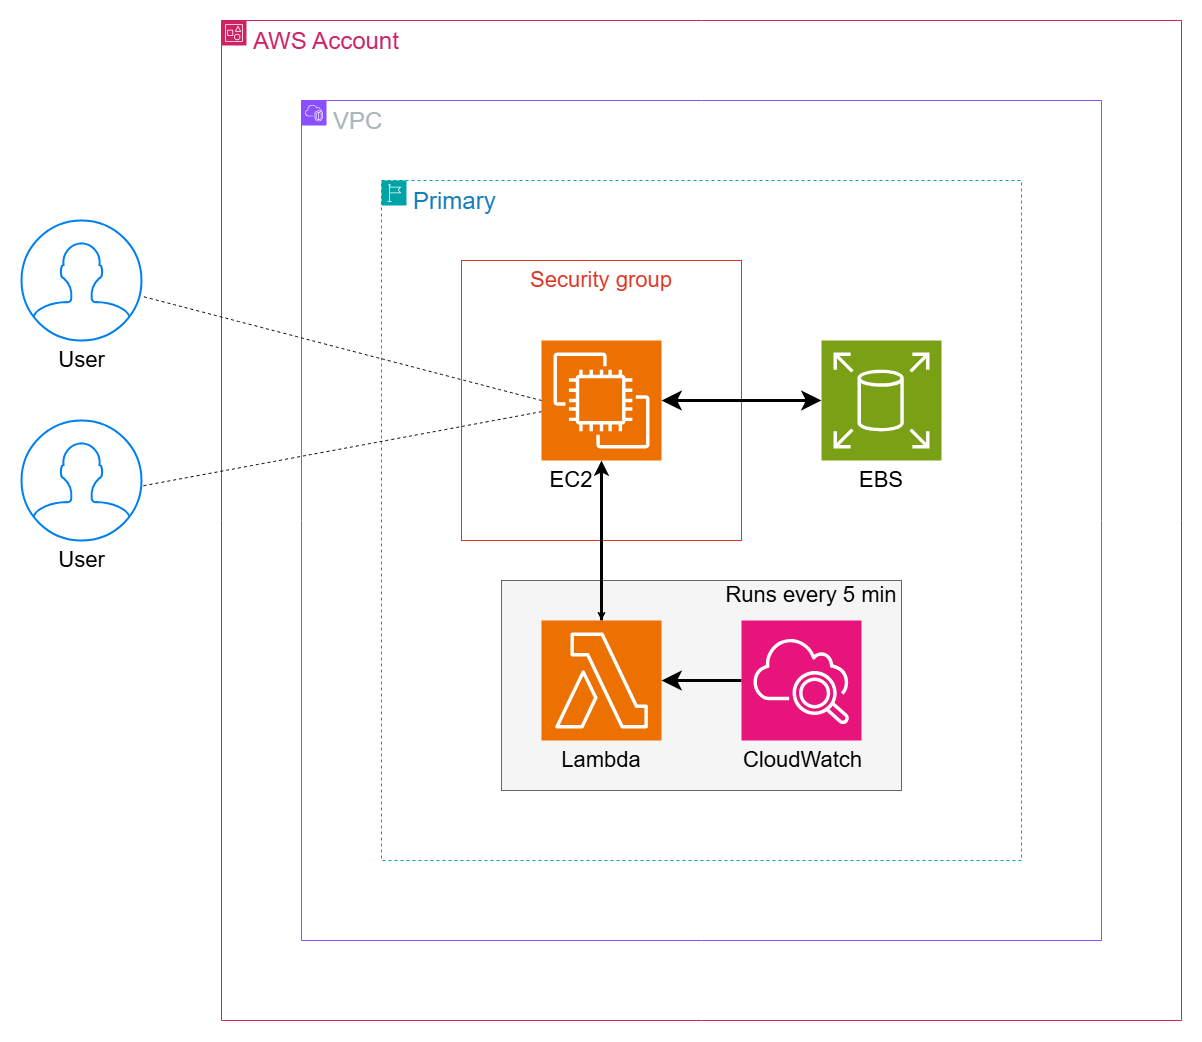 AWS Account
VPC
Primary
Security group
User
EC2
EBS
User
Runs every 5 min
Lambda
CloudWatch